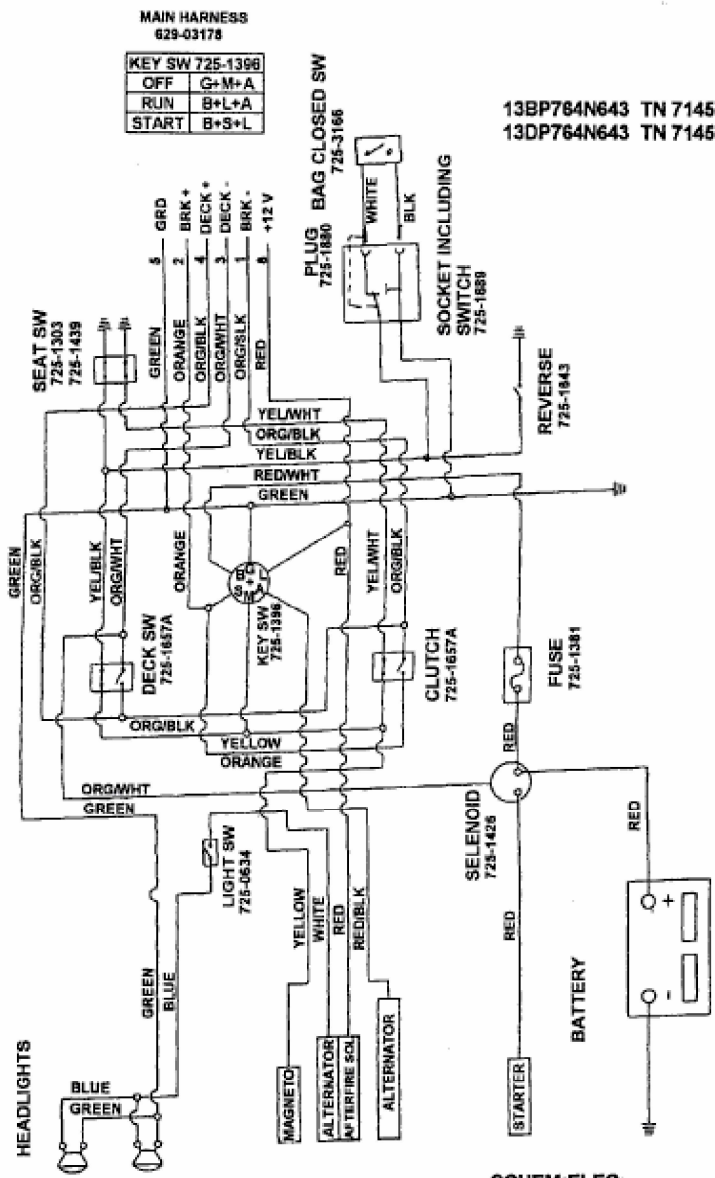 MAIN HARNESS
629-03178
KEY SW 725-1396
OFF G+M+A
RUN B+L+A
START B+S+L
13BP764N643 TN 7145
13DP764N643 TN 7145
BAG CLOSED SW
725-3166
WHITE
BLK
PLUG
725-1880
SOCKET INCLUDING
SWITCH
725-1889
5 GRD
2 BRK +
4 DECK +
3 DECK -
1 BRK -
8 +12 V
SEAT SW
725-1303
725-1439
GREEN
ORANGE
ORG/BLK
ORG/WHT
ORG/SLK
RED
REVERSE
725-1643
YEL/WHT
ORG/BLK
YEL/BLK
RED/WHT
GREEN
GREEN
ORG/BLK
YEL/BLK
ORG/WHT
ORANGE
B G L
+
S M A
KEY SW
725-1396
RED
YEL/WHT
ORG/BLK
DECK SW
725-1657A
CLUTCH
725-1657A
FUSE
725-1381
ORG/BLK
YELLOW
ORANGE
RED
ORG/WHT
GREEN
LIGHT SW
725-0634
SELENOID
725-1426
RED
YELLOW
WHITE
RED
RED/BLK
RED
GREEN
BLUE
BATTERY
+
-
HEADLIGHTS
BLUE
GREEN
MAGNETO
ALTERNATOR
AFTERFIRE SOL
ALTERNATOR
STARTER